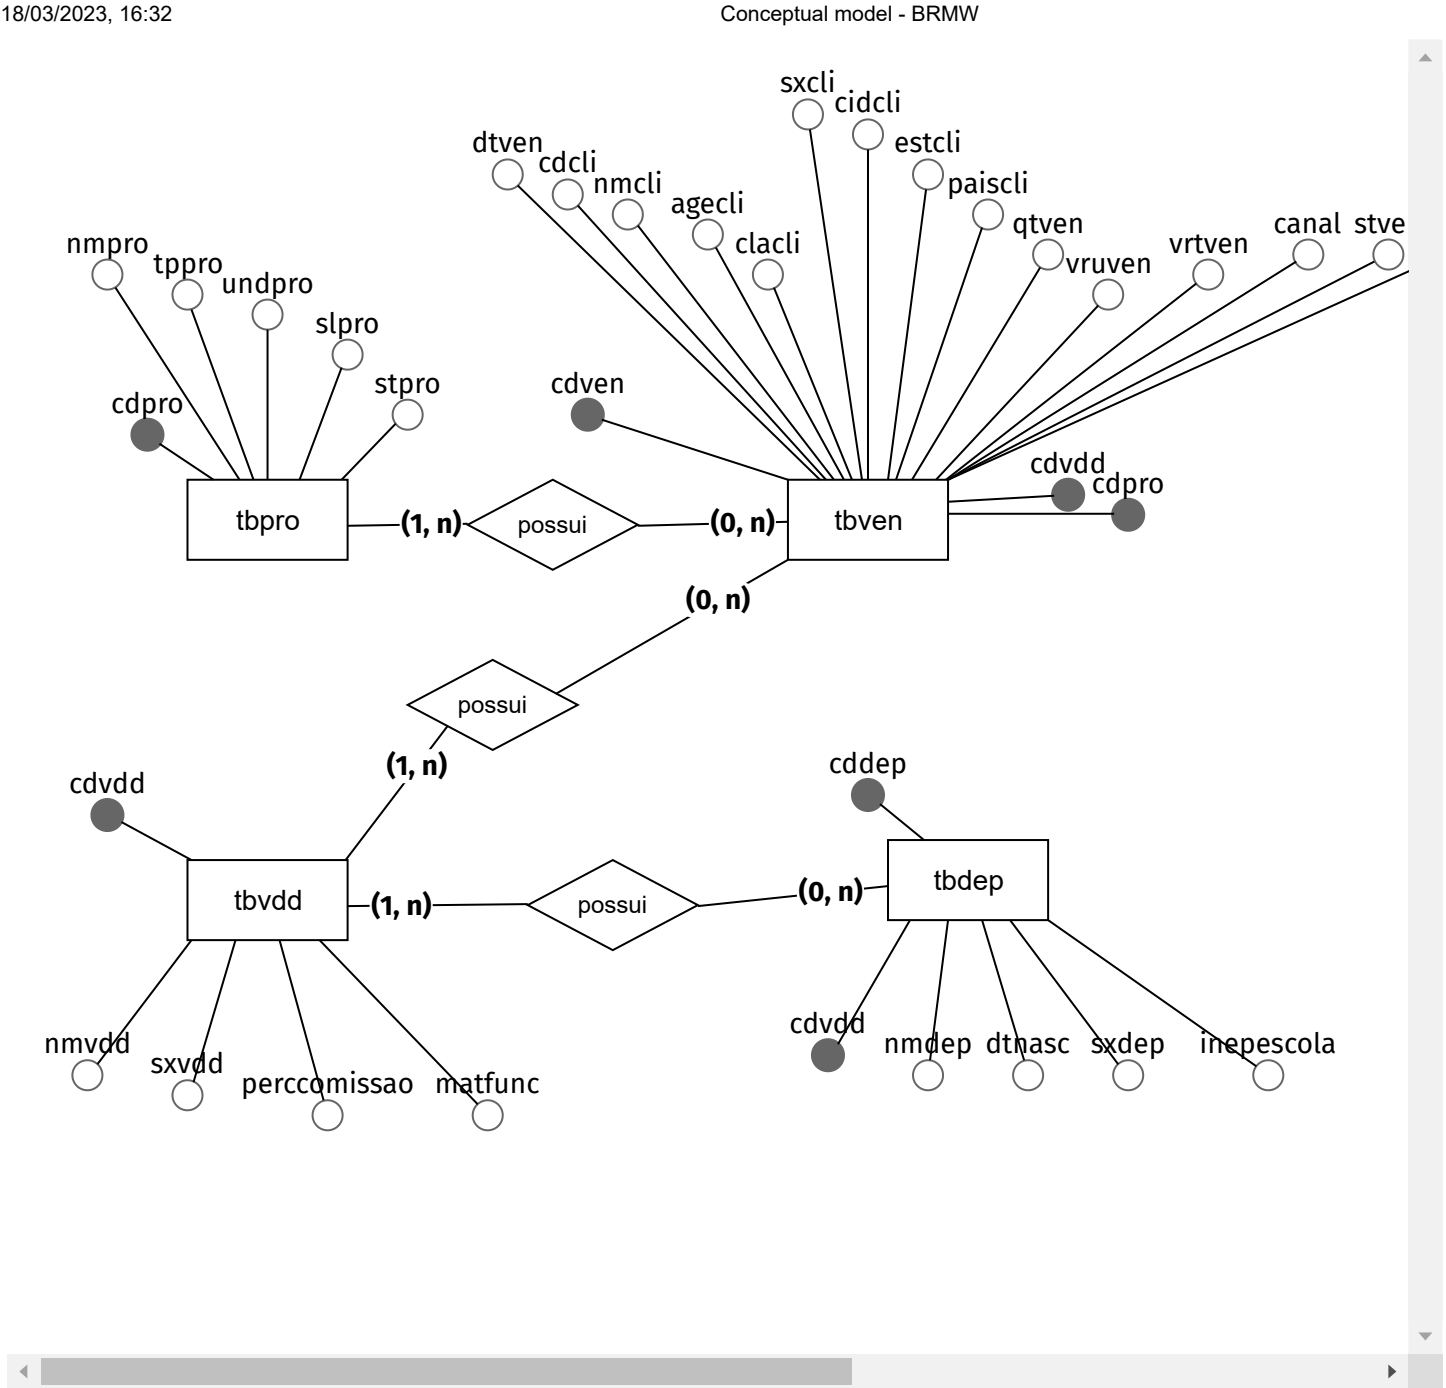 18/03/2023, 16:32
Conceptual model - BRMW
sxcli
cidcli
dtven
cdcli
estcli
nmcli
paiscli
agecli
qtven
clacli
vruven
vrtven
canal
stve
nmpro
tppro
undpro
slpro
stpro
cdpro
cdven
cdvdd
cdpro
tbpro
(1, n)
possui
(0, n)
tbven
(0, n)
possui
(1, n)
cdvdd
cddep
tbvdd
(1, n)
possui
(0, n)
tbdep
nmvdd
sxvdd
perccomissao
matfunc
cdvdd
nmdep
dtnasc
sxdep
inepescola